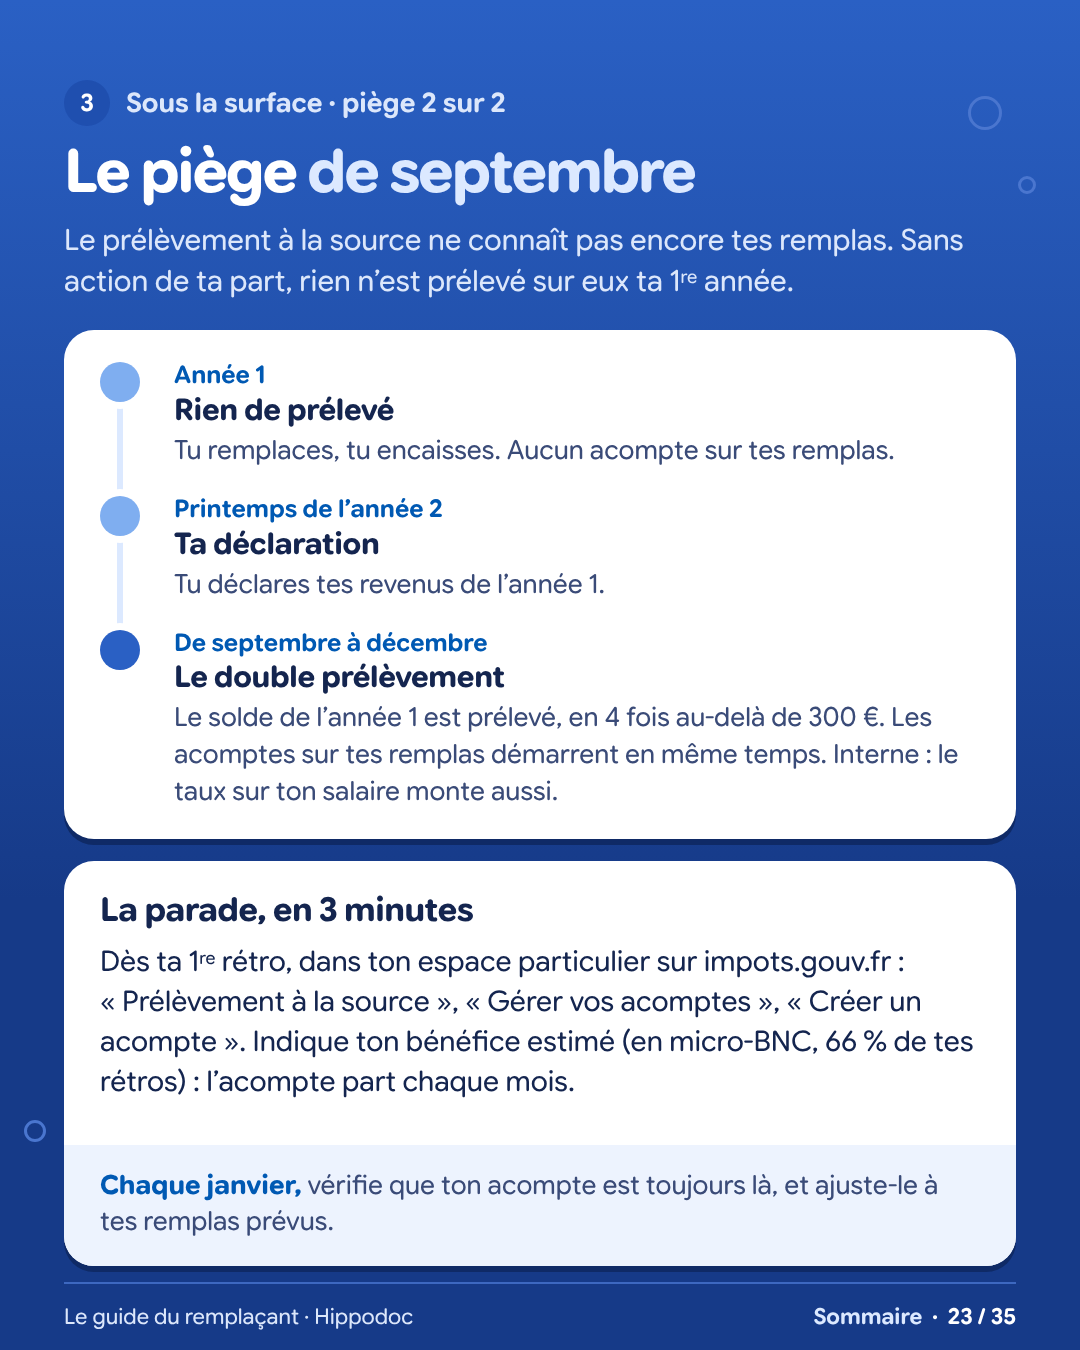 3 Sous la surface · piège 2 sur 2
Le piège de septembre
Le prélèvement à la source ne connaît pas encore tes remplas. Sans
action de ta part, rien n’est prélevé sur eux ta 1re année.
Année 1
Rien de prélevé
Tu remplaces, tu encaisses. Aucun acompte sur tes remplas.
Printemps de l’année 2
Ta déclaration
Tu déclares tes revenus de l’année 1.
De septembre à décembre
Le double prélèvement
Le solde de l’année 1 est prélevé, en 4 fois au-delà de 300 €. Les
acomptes sur tes remplas démarrent en même temps. Interne : le
taux sur ton salaire monte aussi.
La parade, en 3 minutes
Dès ta 1re rétro, dans ton espace particulier sur impots.gouv.fr :
« Prélèvement à la source », « Gérer vos acomptes », « Créer un
acompte ». Indique ton bénéfice estimé (en micro-BNC, 66 % de tes
rétros) : l’acompte part chaque mois.
Chaque janvier, vérifie que ton acompte est toujours là, et ajuste-le à
tes remplas prévus.
Le guide du remplaçant · Hippodoc
Sommaire · 23 / 35